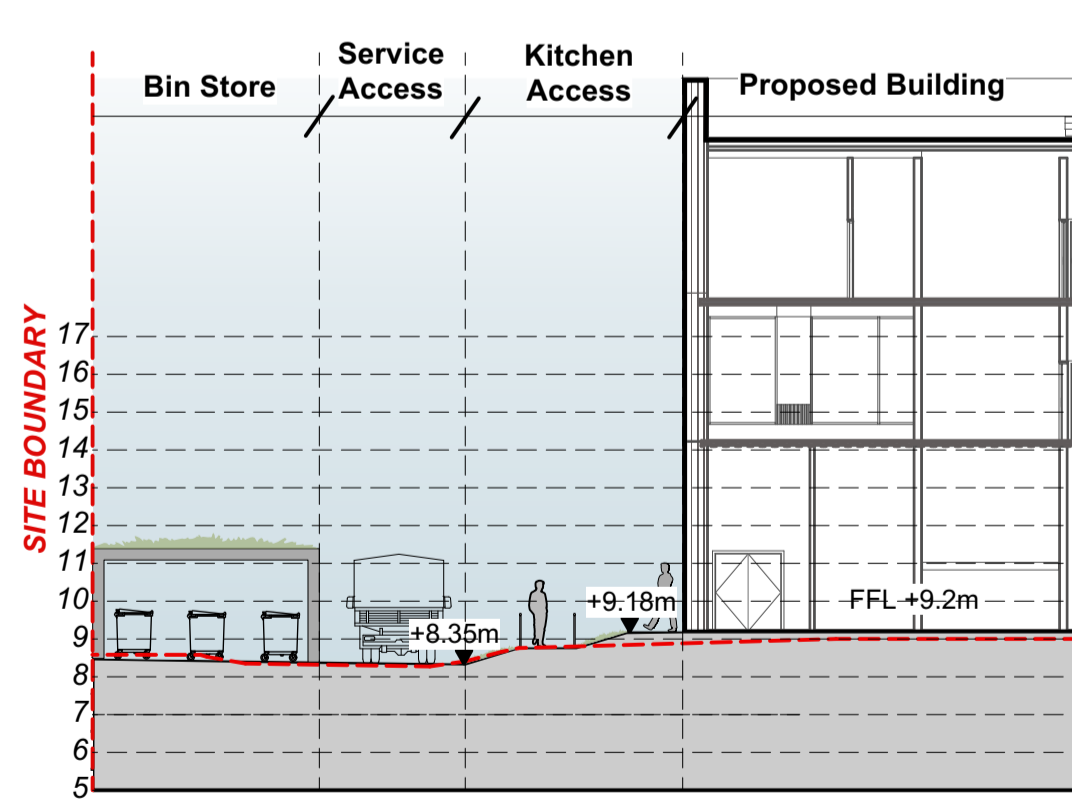 Bin Store
Service
Access
Kitchen
Access
Proposed Building
SITE BOUNDARY
17
16
15
14
13
12
11
10
9
8
7
6
5
+8.35m
+9.18m
FFL +9.2m